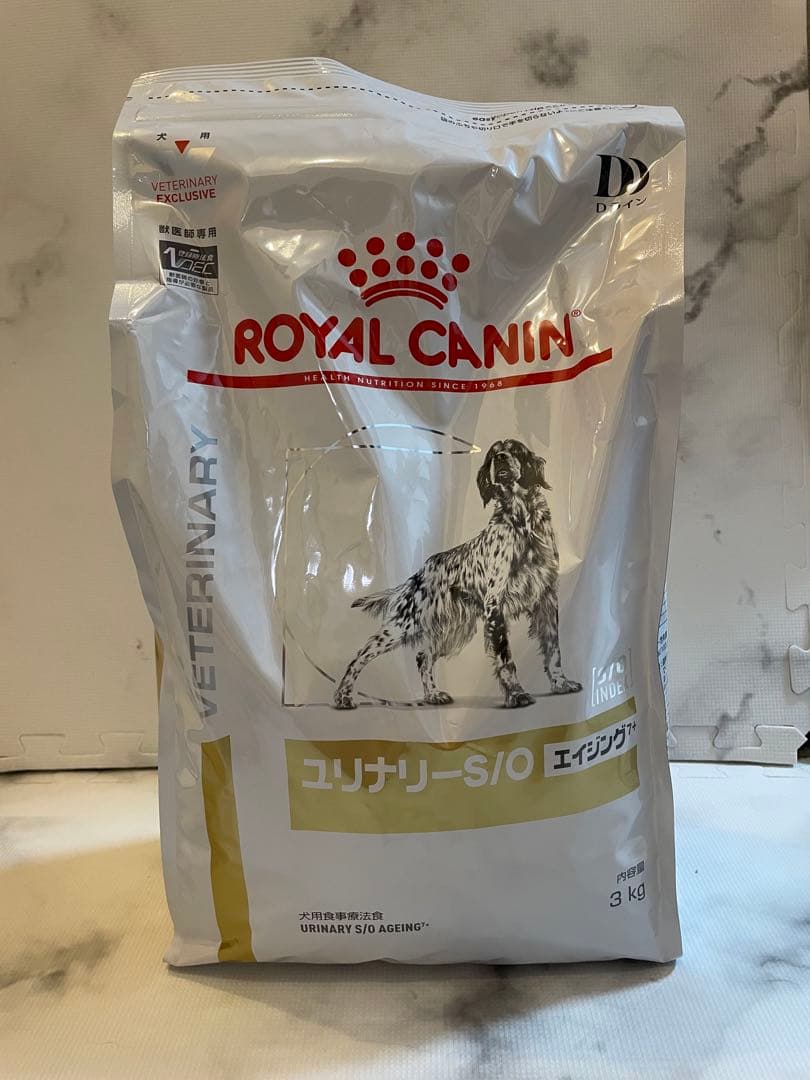 犬 用
VETERINARY
EXCLUSIVE
獣医師専用
DD
Dライン
ROYAL CANIN®
HEALTH NUTRITION SINCE 1968
VETERINARY
S/O
INDEX
ユリナリーS/O エイジング7+
内容量
3 kg
犬用食事療法食
URINARY S/O AGEING7+